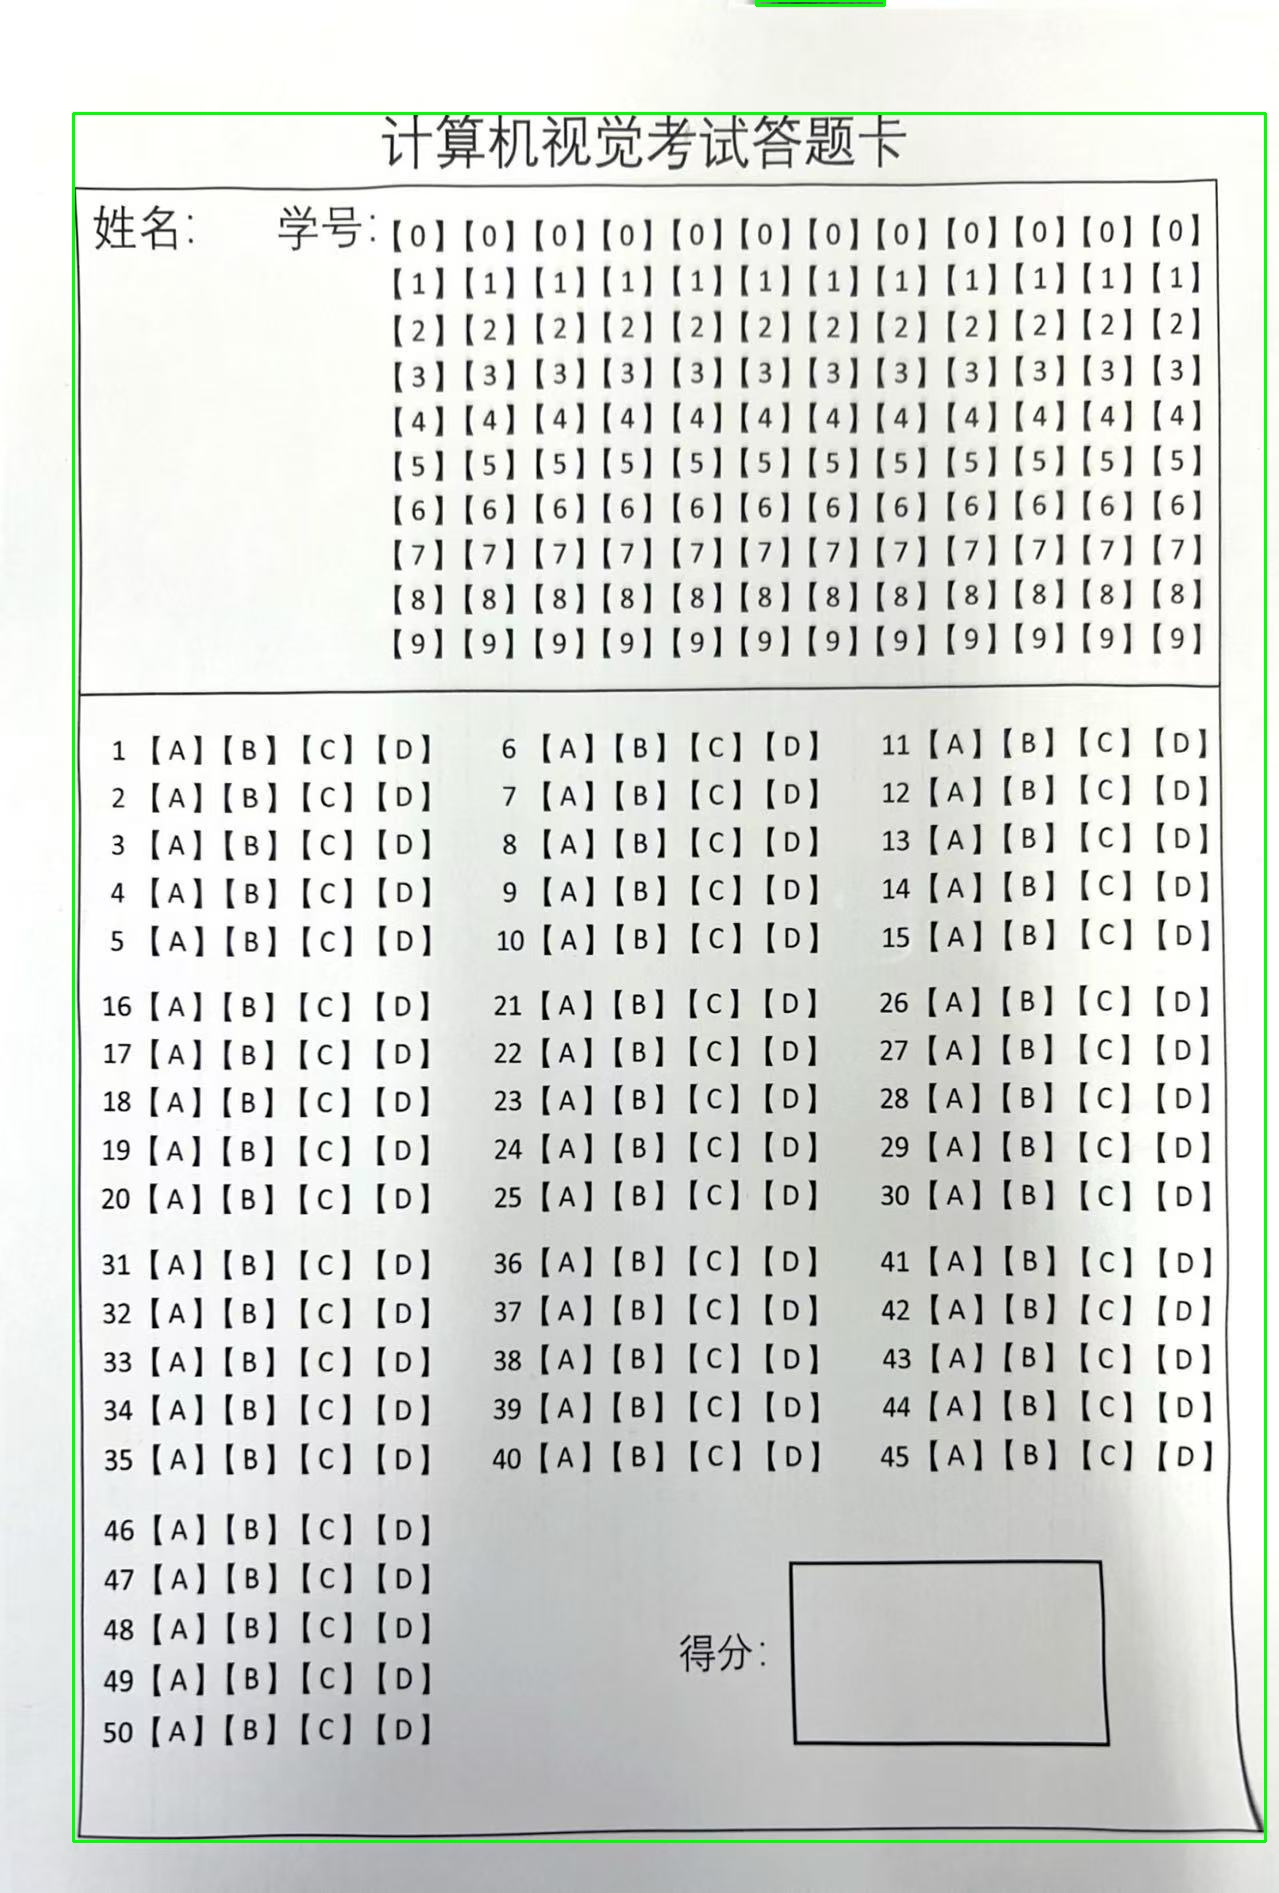 计算机视觉考试答题卡
姓名: 学号:【0】【0】【0】【0】【0】【0】【0】【0】【0】【0】【0】【0】
【1】【1】【1】【1】【1】【1】【1】【1】【1】【1】【1】【1】
【2】【2】【2】【2】【2】【2】【2】【2】【2】【2】【2】【2】
【3】【3】【3】【3】【3】【3】【3】【3】【3】【3】【3】【3】
【4】【4】【4】【4】【4】【4】【4】【4】【4】【4】【4】【4】
【5】【5】【5】【5】【5】【5】【5】【5】【5】【5】【5】【5】
【6】【6】【6】【6】【6】【6】【6】【6】【6】【6】【6】【6】
【7】【7】【7】【7】【7】【7】【7】【7】【7】【7】【7】【7】
【8】【8】【8】【8】【8】【8】【8】【8】【8】【8】【8】【8】
【9】【9】【9】【9】【9】【9】【9】【9】【9】【9】【9】【9】
1 【A】【B】【C】【D】 6 【A】【B】【C】【D】 11 【A】【B】【C】【D】
2 【A】【B】【C】【D】 7 【A】【B】【C】【D】 12 【A】【B】【C】【D】
3 【A】【B】【C】【D】 8 【A】【B】【C】【D】 13 【A】【B】【C】【D】
4 【A】【B】【C】【D】 9 【A】【B】【C】【D】 14 【A】【B】【C】【D】
5 【A】【B】【C】【D】 10 【A】【B】【C】【D】 15 【A】【B】【C】【D】
16 【A】【B】【C】【D】 21 【A】【B】【C】【D】 26 【A】【B】【C】【D】
17 【A】【B】【C】【D】 22 【A】【B】【C】【D】 27 【A】【B】【C】【D】
18 【A】【B】【C】【D】 23 【A】【B】【C】【D】 28 【A】【B】【C】【D】
19 【A】【B】【C】【D】 24 【A】【B】【C】【D】 29 【A】【B】【C】【D】
20 【A】【B】【C】【D】 25 【A】【B】【C】【D】 30 【A】【B】【C】【D】
31 【A】【B】【C】【D】 36 【A】【B】【C】【D】 41 【A】【B】【C】【D】
32 【A】【B】【C】【D】 37 【A】【B】【C】【D】 42 【A】【B】【C】【D】
33 【A】【B】【C】【D】 38 【A】【B】【C】【D】 43 【A】【B】【C】【D】
34 【A】【B】【C】【D】 39 【A】【B】【C】【D】 44 【A】【B】【C】【D】
35 【A】【B】【C】【D】 40 【A】【B】【C】【D】 45 【A】【B】【C】【D】
46 【A】【B】【C】【D】
47 【A】【B】【C】【D】
48 【A】【B】【C】【D】
49 【A】【B】【C】【D】
50 【A】【B】【C】【D】
得分: